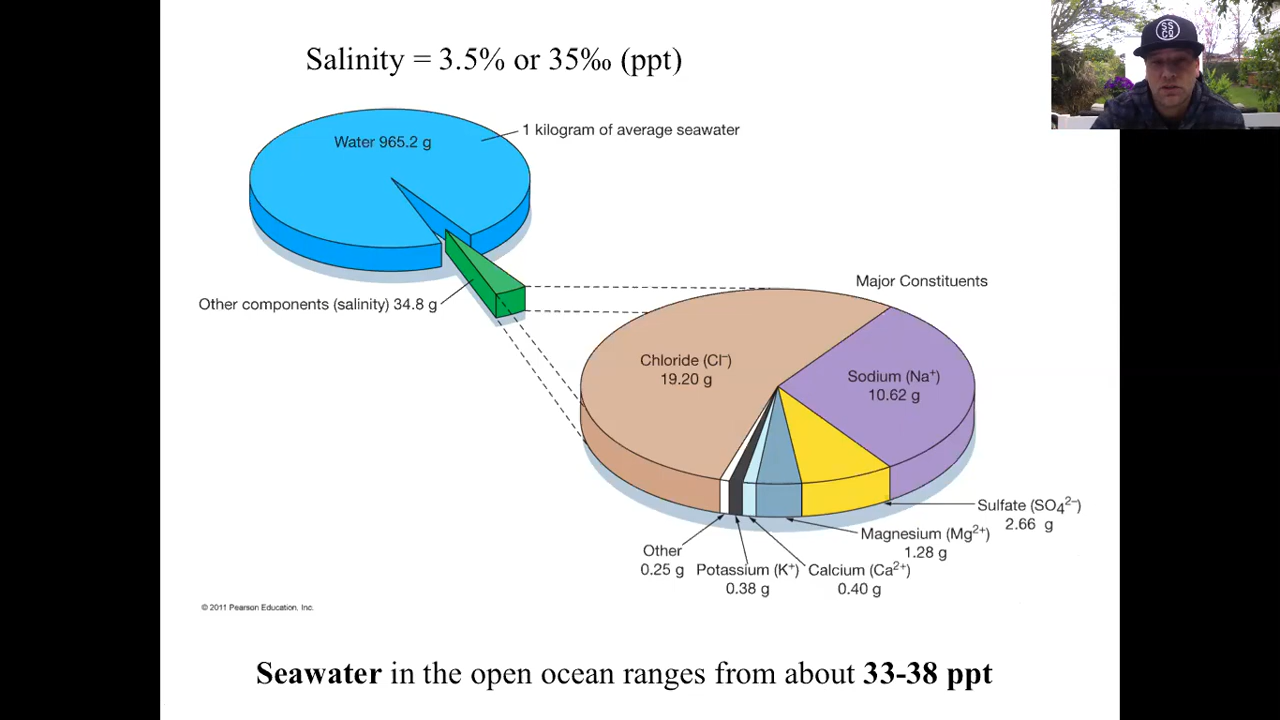 Salinity = 3.5% or 35‰ (ppt)
Water 965.2 g
1 kilogram of average seawater
Other components (salinity) 34.8 g
Major Constituents
Chloride (Cl⁻)
19.20 g
Sodium (Na⁺)
10.62 g
Sulfate (SO₄²⁻)
2.66 g
Magnesium (Mg²⁺)
1.28 g
Other
0.25 g
Potassium (K⁺)
0.38 g
Calcium (Ca²⁺)
0.40 g
© 2011 Pearson Education, Inc.
Seawater in the open ocean ranges from about 33-38 ppt